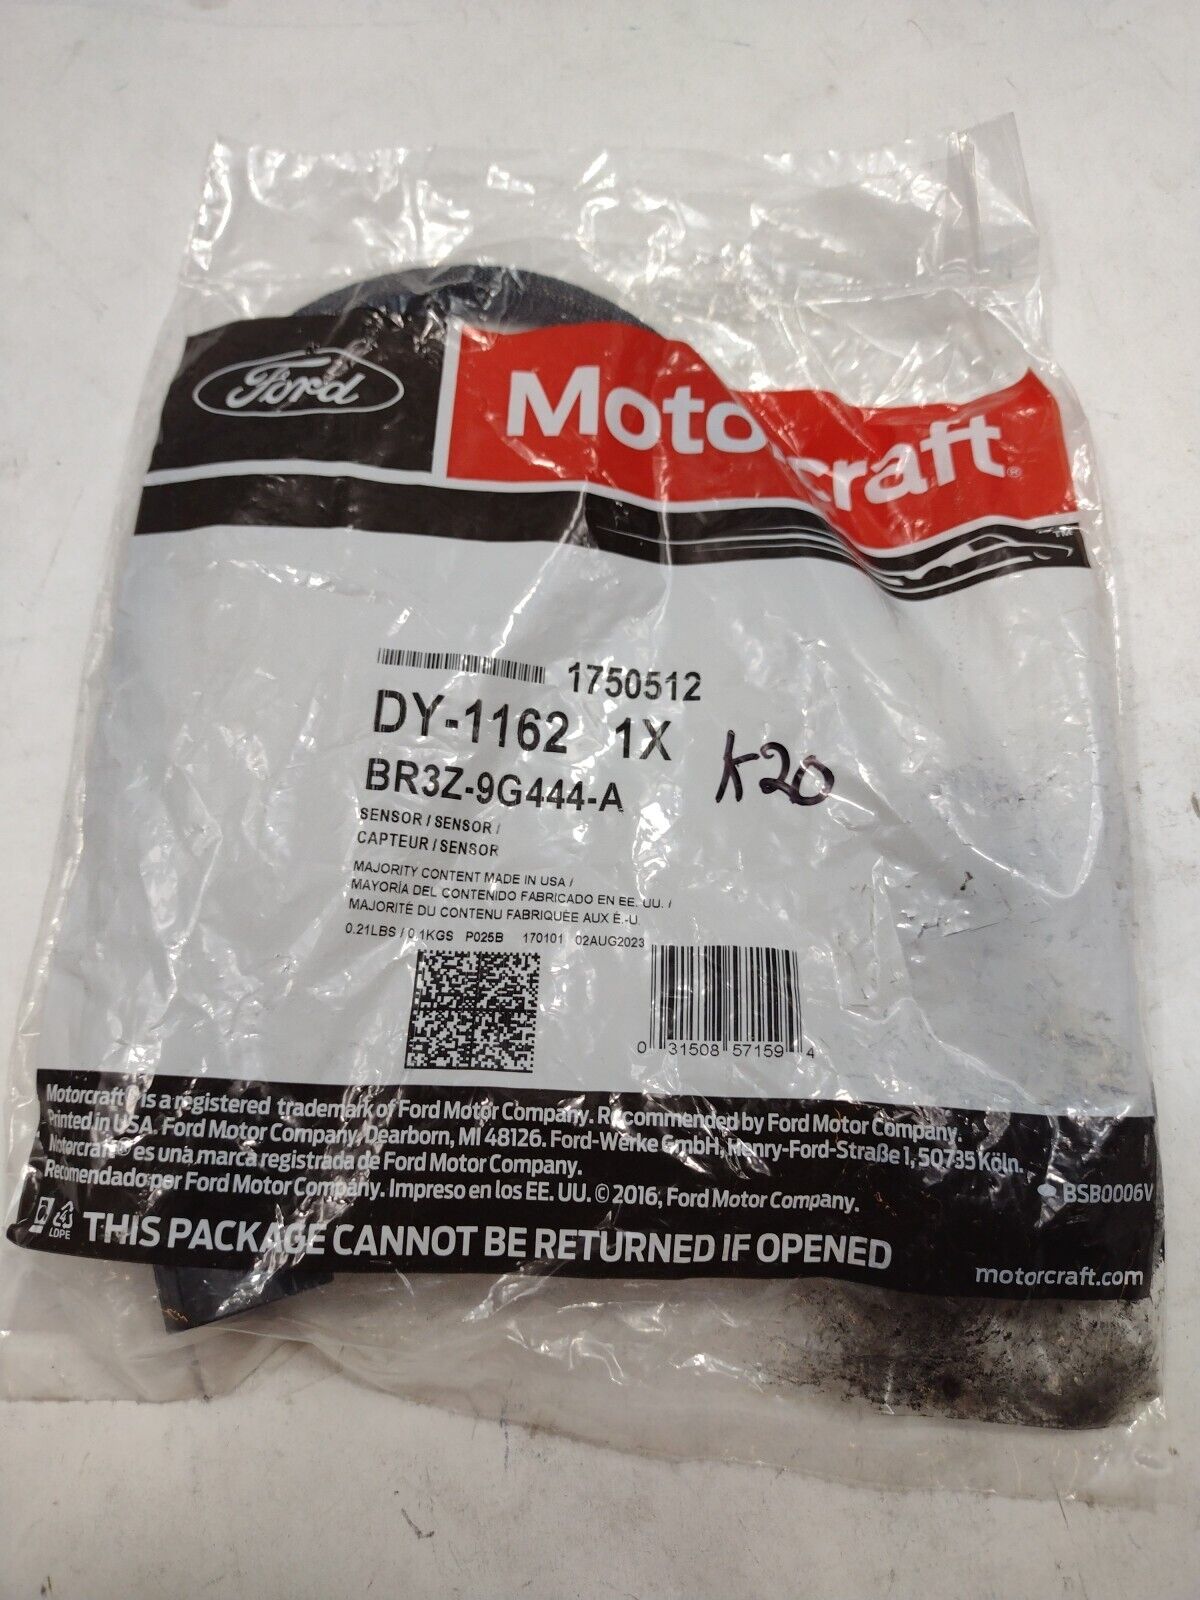 Ford
Motorcraft®
TM
1750512
DY-1162 1X
K20
BR3Z-9G444-A
SENSOR / SENSOR /
CAPTEUR / SENSOR
MAJORITY CONTENT MADE IN USA /
MAYORÍA DEL CONTENIDO FABRICADO EN EE. UU. /
MAJORITÉ DU CONTENU FABRIQUÉE AUX É.-U.
0.21LBS / 0.1KGS P025B 170101 02AUG2023
0 31508 57159 4
Motorcraft® is a registered trademark of Ford Motor Company. Recommended by Ford Motor Company.
Printed in USA. Ford Motor Company, Dearborn, MI 48126. Ford-Werke GmbH, Henry-Ford-Straße 1, 50735 Köln.
Motorcraft® es una marca registrada de Ford Motor Company.
Recomendado por Ford Motor Company. Impreso en los EE. UU. © 2016, Ford Motor Company.
BSB0006V
4
LDPE
THIS PACKAGE CANNOT BE RETURNED IF OPENED
motorcraft.com